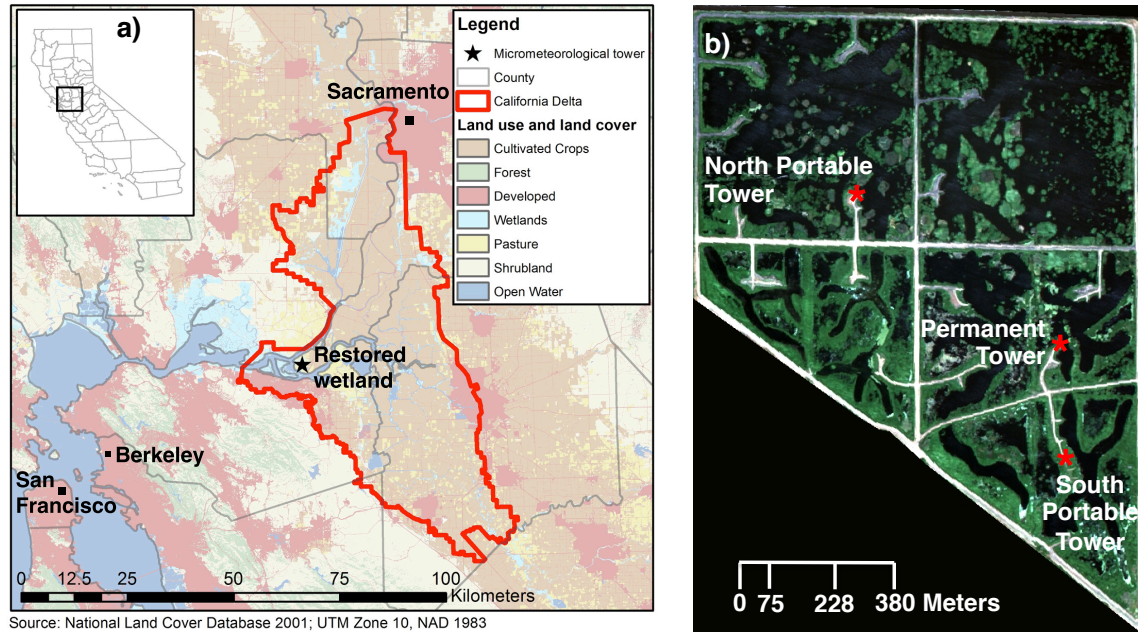 a)
Legend
Micrometeorological tower
County
California Delta
Land use and land cover
Cultivated Crops
Forest
Developed
Wetlands
Pasture
Shrubland
Open Water
Sacramento
Restored
wetland
Berkeley
San
Francisco
0 12.5 25 50 75 100
Kilometers
Source: National Land Cover Database 2001; UTM Zone 10, NAD 1983
b)
North Portable
Tower
Permanent
Tower
South
Portable
Tower
0 75 228 380 Meters